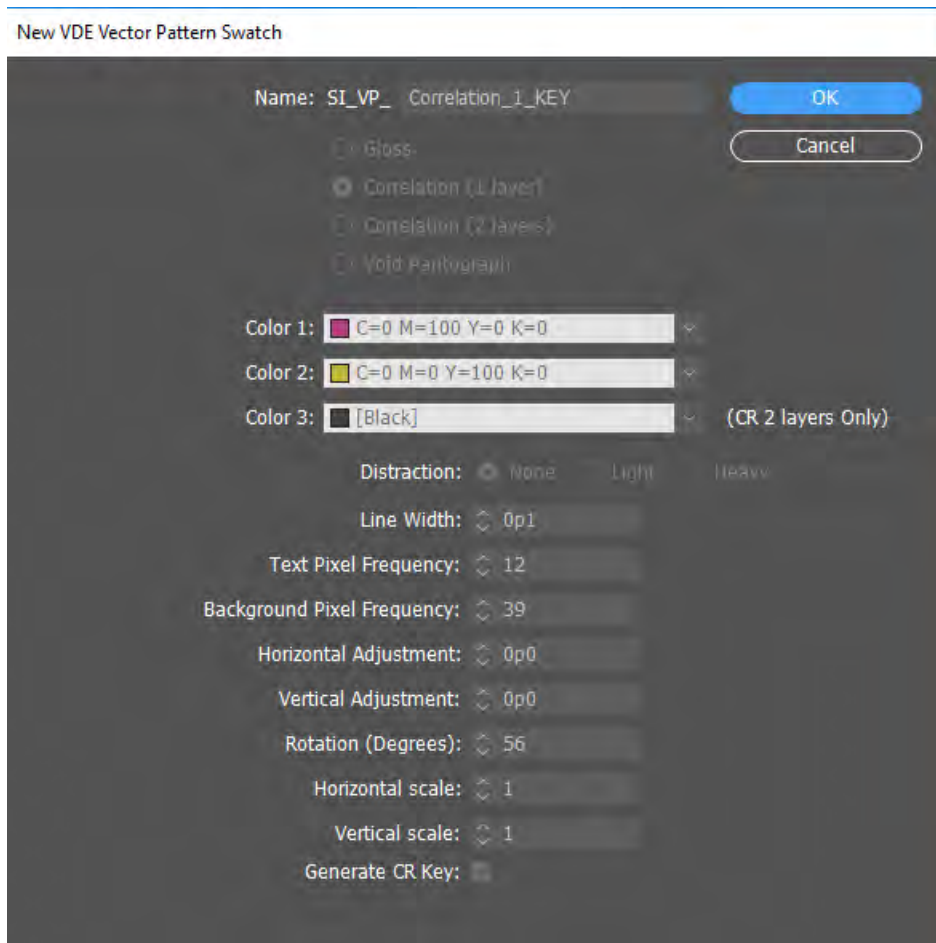 New VDE Vector Pattern Swatch
Name: SI_VP_ Correlation_1_KEY OK
Cancel
Gloss
Correlation (1 layer)
Correlation (2 layers)
Void Pantograph
Color 1: C=0 M=100 Y=0 K=0
Color 2: C=0 M=0 Y=100 K=0
Color 3: [Black] (CR 2 layers Only)
Distraction: None Light Heavy
Line Width: 0p1
Text Pixel Frequency: 12
Background Pixel Frequency: 39
Horizontal Adjustment: 0p0
Vertical Adjustment: 0p0
Rotation (Degrees): 56
Horizontal scale: 1
Vertical scale: 1
Generate CR Key: